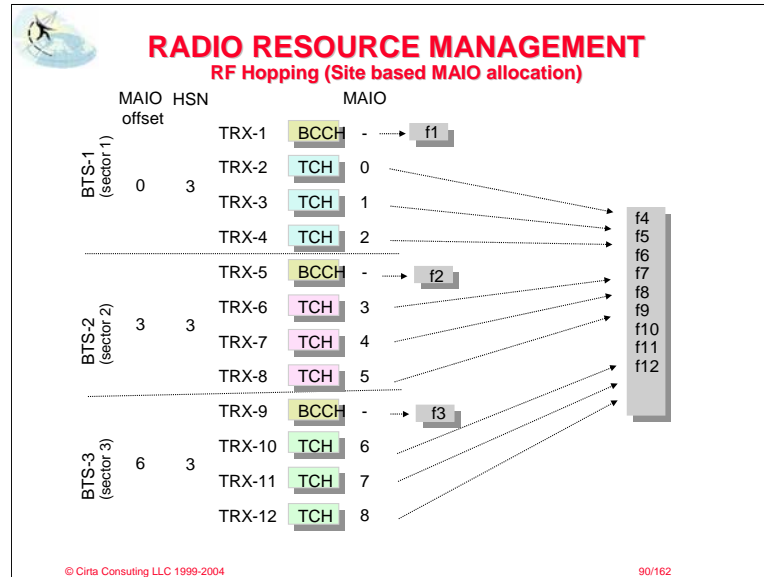 RADIO RESOURCE MANAGEMENT
RF Hopping (Site based MAIO allocation)
MAIO offset HSN MAIO
BTS-1 (sector 1) 0 3
TRX-1 BCCH - f1
TRX-2 TCH 0
TRX-3 TCH 1
TRX-4 TCH 2
BTS-2 (sector 2) 3 3
TRX-5 BCCH - f2
TRX-6 TCH 3
TRX-7 TCH 4
TRX-8 TCH 5
BTS-3 (sector 3) 6 3
TRX-9 BCCH - f3
TRX-10 TCH 6
TRX-11 TCH 7
TRX-12 TCH 8
f4
f5
f6
f7
f8
f9
f10
f11
f12
© Cirta Consuting LLC 1999-2004 90/162